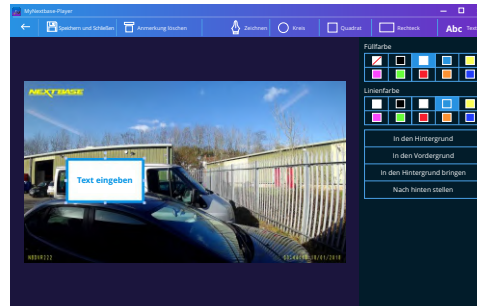 MyNextbase-Player
Speichern und Schließen
Anmerkung löschen
Zeichnen
Kreis
Quadrat
Rechteck
Abc Text
Füllfarbe
NEXTBASE
Linienfarbe
In den Hintergrund
In den Vordergrund
In den Hintergrund bringen
Nach hinten stellen
Text eingeben